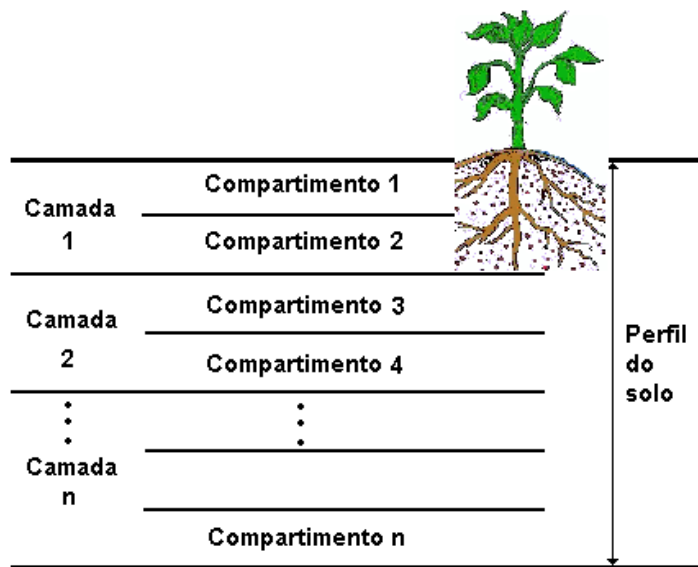 Compartimento 1
Camada
1
Compartimento 2
Compartimento 3
Camada
2
Compartimento 4
Camada
n
Compartimento n
Perfil
do
solo